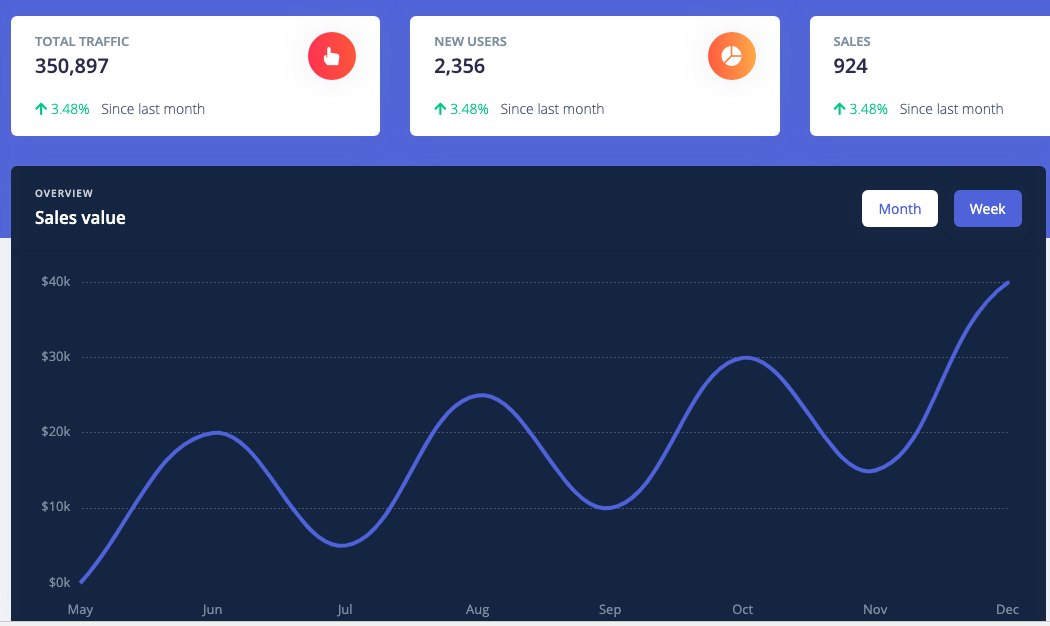 TOTAL TRAFFIC
350,897
3.48% Since last month
NEW USERS
2,356
3.48% Since last month
SALES
924
3.48% Since last month
OVERVIEW
Sales value
Month
Week
$40k
$30k
$20k
$10k
$0k
May Jun Jul Aug Sep Oct Nov Dec